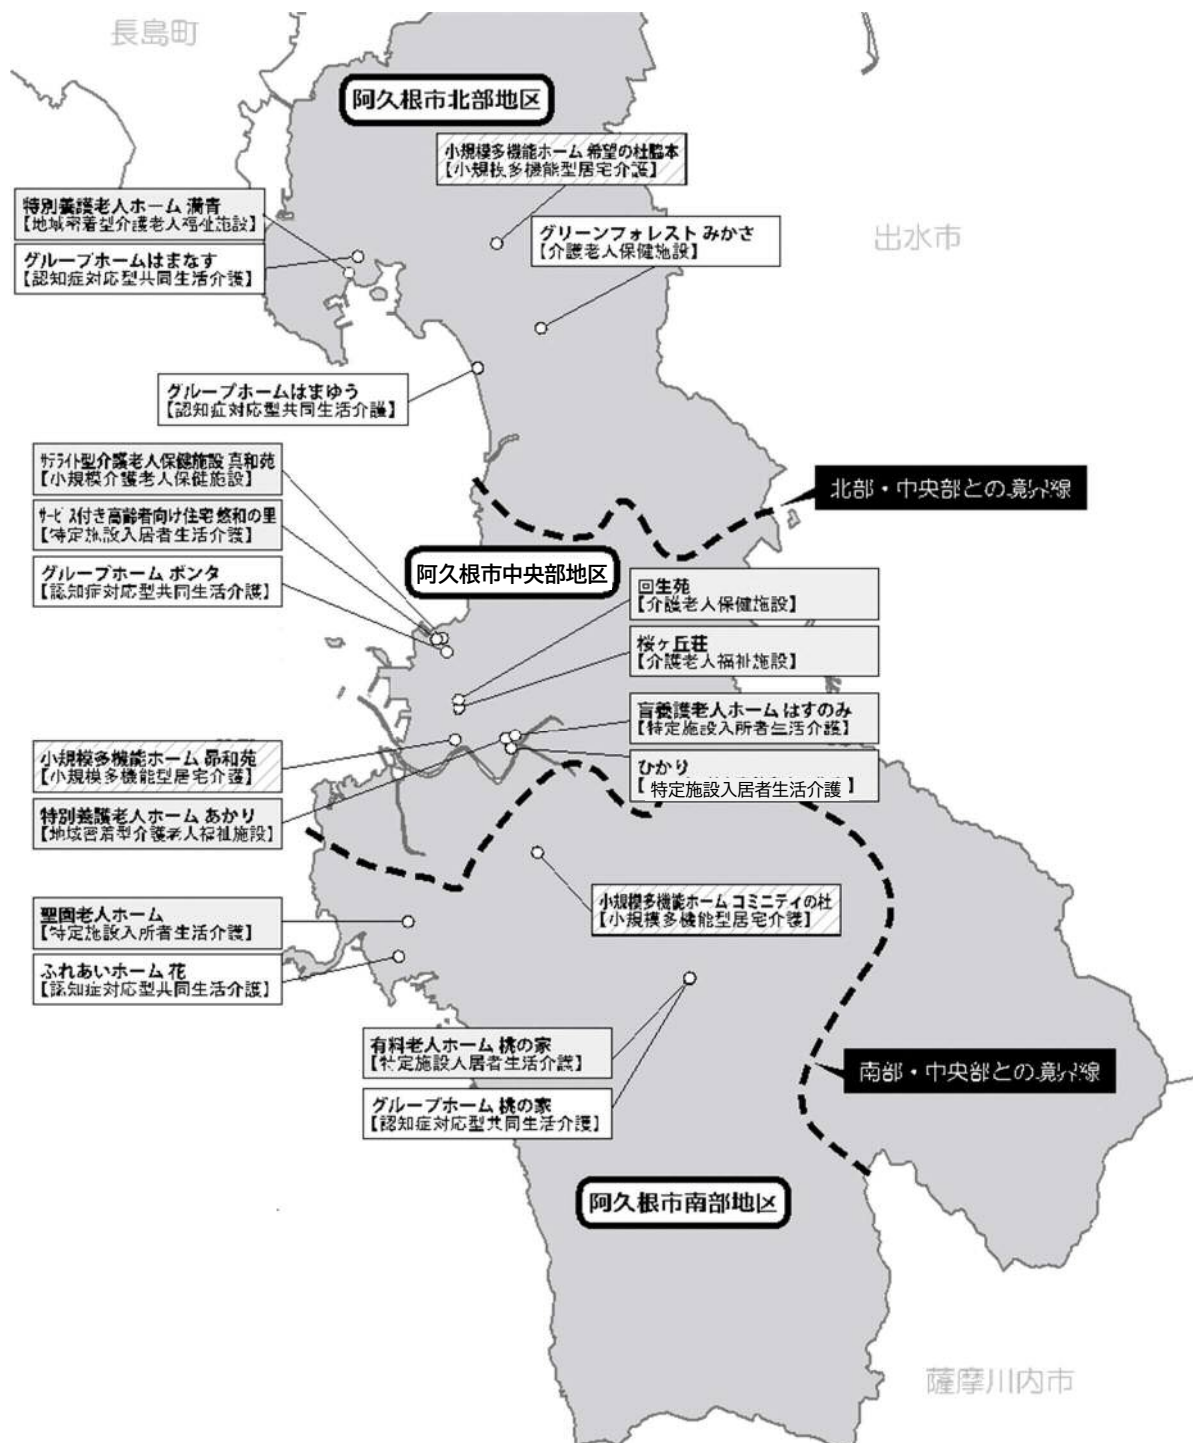 長島町
阿久根市北部地区
小規模多機能ホーム 希望の杜脇本
【小規模多機能型居宅介護】
特別養護老人ホーム 満青
【地域密着型介護老人福祉施設】
グループホームはまなす
【認知症対応型共同生活介護】
グリーンフォレスト みかさ
【介護老人保健施設】
出水市
グループホームはまゆう
【認知症対応型共同生活介護】
サテライト型介護老人保健施設 真和苑
【小規模介護老人保健施設】
サービス付き高齢者向け住宅 悠和の里
【特定施設入居者生活介護】
グループホーム ボンタ
【認知症対応型共同生活介護】
北部・中央部との境界線
阿久根市中央部地区
回生苑
【介護老人保健施設】
桜ヶ丘荘
【介護老人福祉施設】
盲養護老人ホーム はすのみ
【特定施設入所者生活介護】
ひかり
【特定施設入居者生活介護
小規模多機能ホーム 昴和苑
【小規模多機能型居宅介護】
特別養護老人ホーム あかり
【地域密着型介護老人福祉施設】
小規模多機能ホーム コミニティの杜
【小規模多機能型居宅介護】
聖園老人ホーム
【特定施設入所者生活介護】
ふれあいホーム 花
【認知症対応型共同生活介護】
有料老人ホーム 桃の家
【特定施設入居者生活介護】
グループホーム 桃の家
【認知症対応型共同生活介護】
南部・中央部との境界線
阿久根市南部地区
薩摩川内市